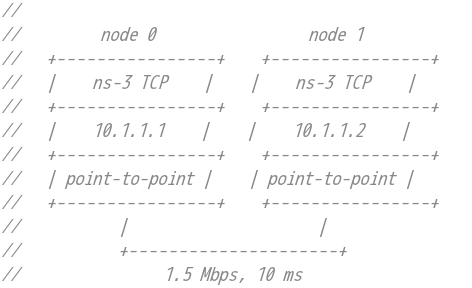 //
//          node 0                         node 1
//    +----------------+    +----------------+
//    |    ns-3 TCP    |    |    ns-3 TCP    |
//    +----------------+    +----------------+
//    |    10.1.1.1    |    |    10.1.1.2    |
//    +----------------+    +----------------+
//    | point-to-point |    | point-to-point |
//    +----------------+    +----------------+
//            |                     |
//            +---------------------+
//                1.5 Mbps, 10 ms